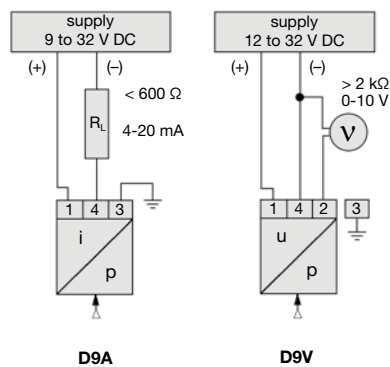 supply
9 to 32 V DC
(+)
(–)
< 600 Ω
R_L
4-20 mA
1 4 3
i
p
D9A
supply
12 to 32 V DC
(+)
(–)
> 2 kΩ
0-10 V
V
1 4 2
3
u
p
D9V